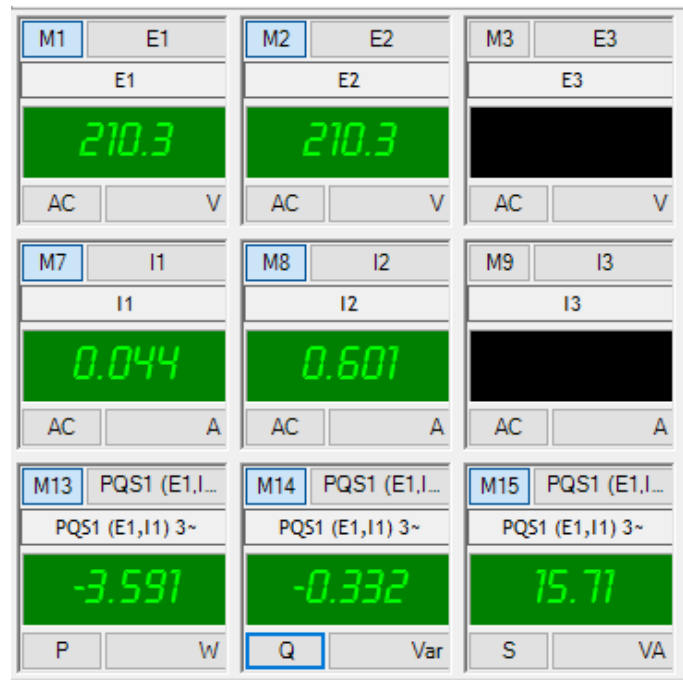 M1 E1 M2 E2 M3 E3
E1 E2 E3
210.3 210.3
AC V AC V AC V
M7 I1 M8 I2 M9 I3
I1 I2 I3
0.044 0.601
AC A AC A AC A
M13 PQS1 (E1,I... M14 PQS1 (E1,I... M15 PQS1 (E1,I...
PQS1 (E1,I1) 3~ PQS1 (E1,I1) 3~ PQS1 (E1,I1) 3~
-3.591 -0.332 15.71
P W Q Var S VA